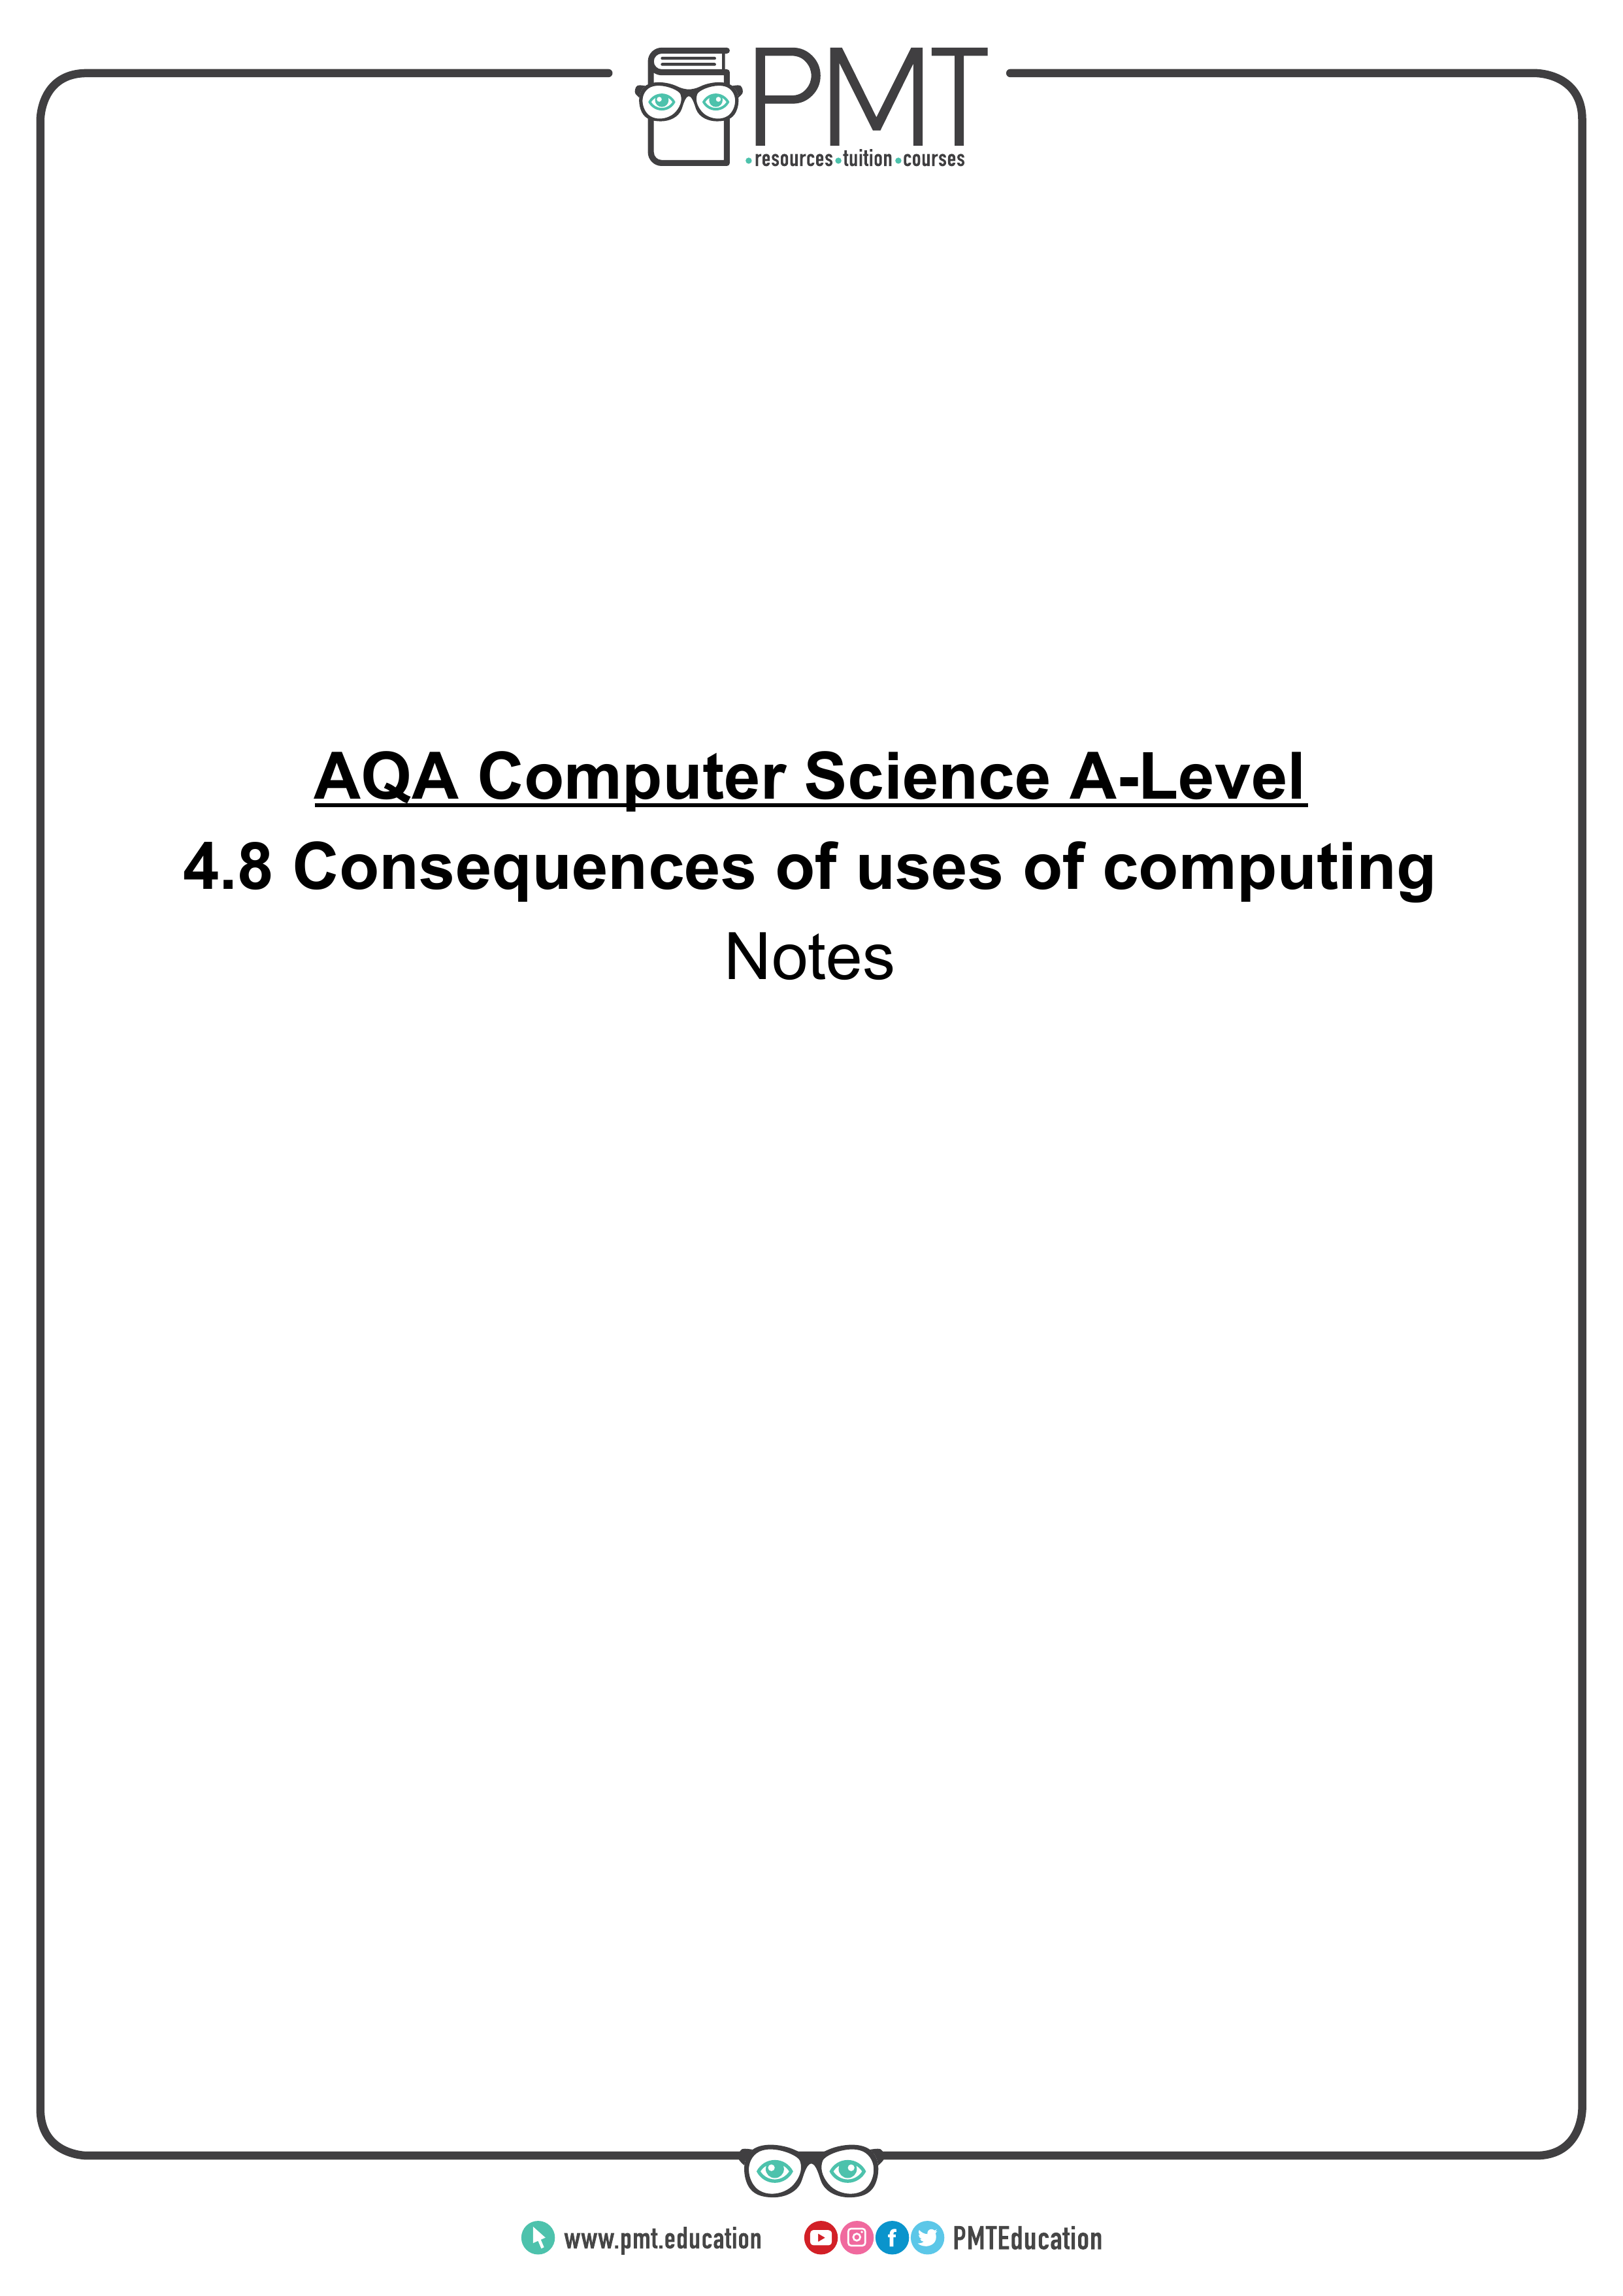 PMT
resources tuition courses
AQA Computer Science A-Level
4.8 Consequences of uses of computing
Notes
www.pmt.education PMTEducation